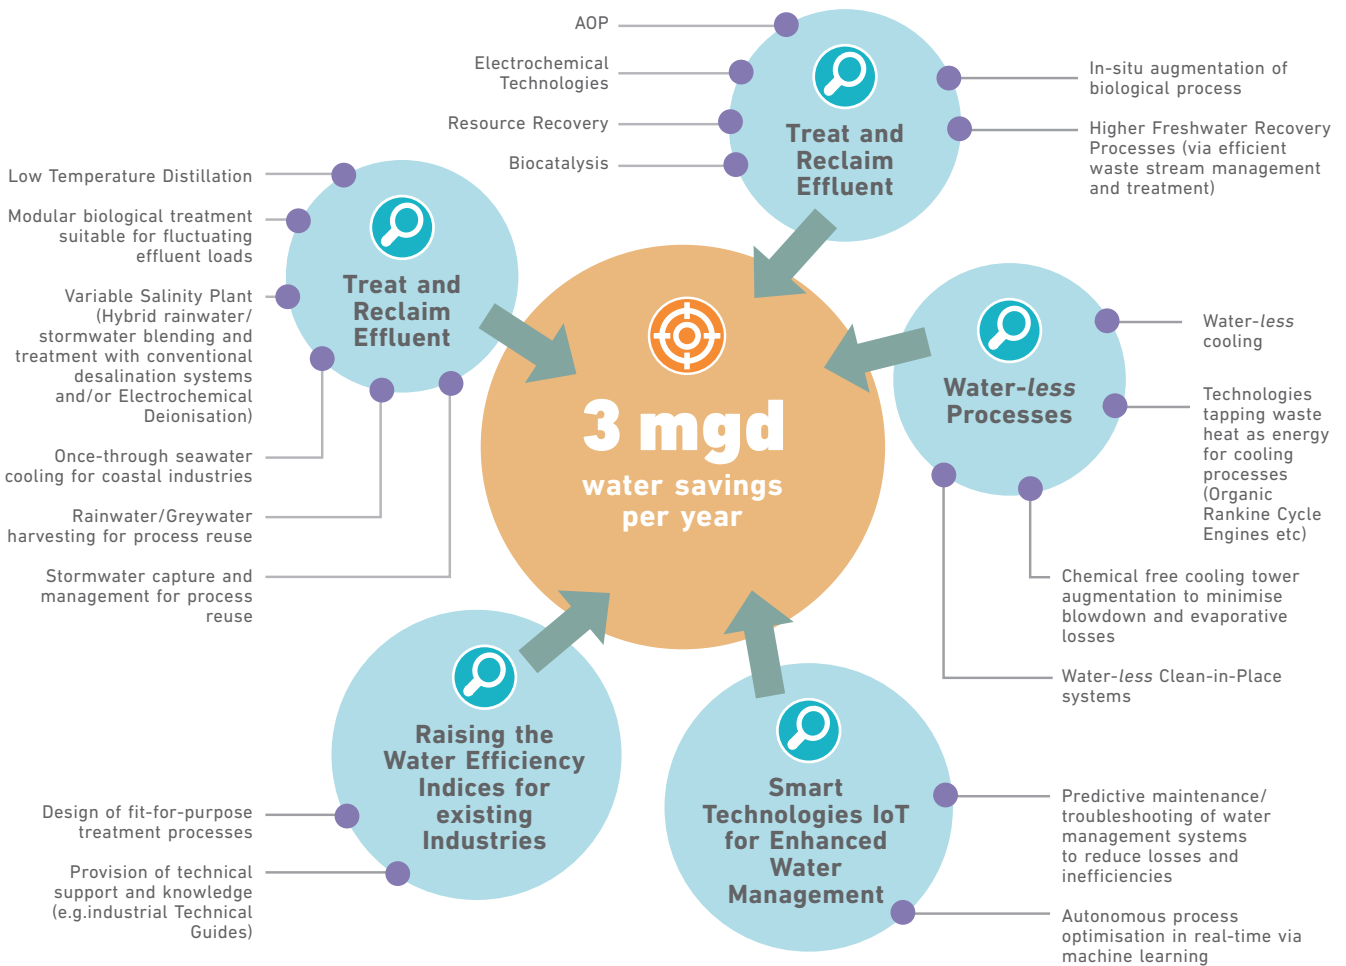 AOP
Electrochemical
Technologies
Resource Recovery
Biocatalysis
Treat and
Reclaim
Effluent
In-situ augmentation of
biological process
Higher Freshwater Recovery
Processes (via efficient
waste stream management
and treatment)
Low Temperature Distillation
Modular biological treatment
suitable for fluctuating
effluent loads
Variable Salinity Plant
(Hybrid rainwater/
stormwater blending and
treatment with conventional
desalination systems
and/or Electrochemical
Deionisation)
Once-through seawater
cooling for coastal industries
Rainwater/Greywater
harvesting for process reuse
Stormwater capture and
management for process
reuse
Treat and
Reclaim
Effluent
3 mgd
water savings
per year
Water-less
Processes
Water-less
cooling
Technologies
tapping waste
heat as energy
for cooling
processes
(Organic
Rankine Cycle
Engines etc)
Chemical free cooling tower
augmentation to minimise
blowdown and evaporative
losses
Water-less Clean-in-Place
systems
Raising the
Water Efficiency
Indices for
existing
Industries
Design of fit-for-purpose
treatment processes
Provision of technical
support and knowledge
(e.g.industrial Technical
Guides)
Smart
Technologies IoT
for Enhanced
Water
Management
Predictive maintenance/
troubleshooting of water
management systems
to reduce losses and
inefficiencies
Autonomous process
optimisation in real-time via
machine learning